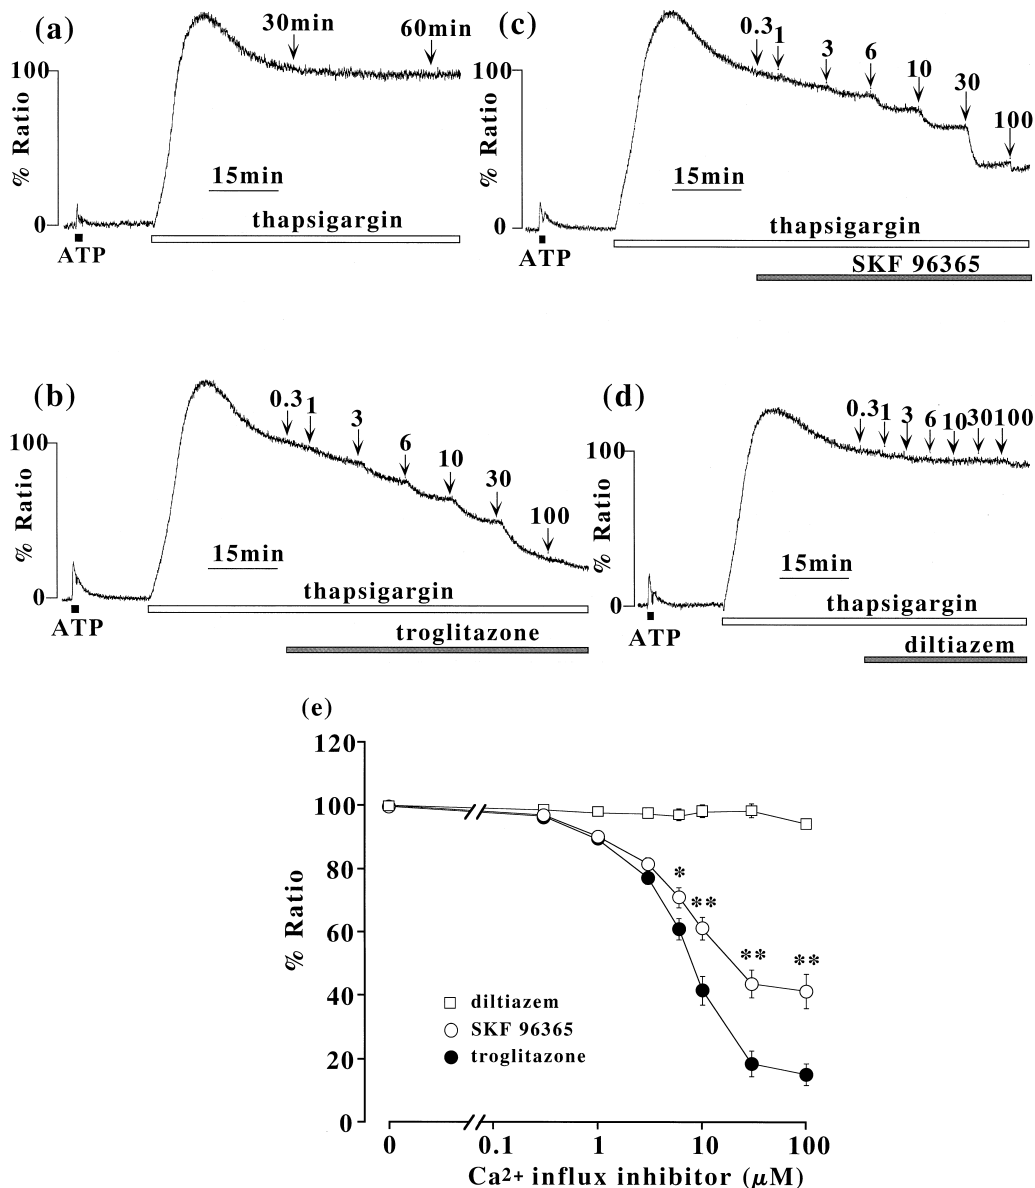 (a)
30min
60min
100
% Ratio
15min
0
thapsigargin
ATP
(c)
0.3
1
3
6
10
30
100
100
% Ratio
15min
0
thapsigargin
ATP
SKF 96365
(b)
0.3
1
3
6
10
30
100
100
% Ratio
15min
0
thapsigargin
ATP
troglitazone
(d)
0.3 1 3 6 10 30 100
100
% Ratio
15min
0
thapsigargin
ATP
diltiazem
(e)
120
100
80
60
40
20
0
% Ratio
*
**
**
**
diltiazem
SKF 96365
troglitazone
0 0.1 1 10 100
Ca2+ influx inhibitor (μM)